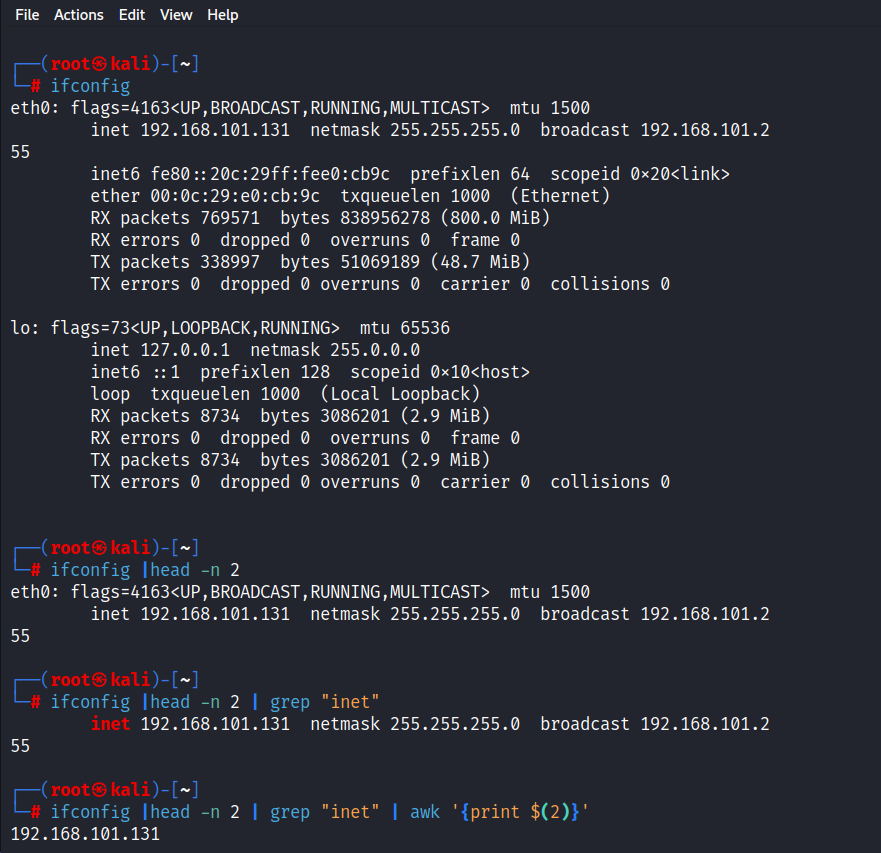 File Actions Edit View Help
┌──(root㉿kali)-[~]
└─# ifconfig
eth0: flags=4163<UP,BROADCAST,RUNNING,MULTICAST>  mtu 1500
        inet 192.168.101.131  netmask 255.255.255.0  broadcast 192.168.101.2
55
        inet6 fe80::20c:29ff:fee0:cb9c  prefixlen 64  scopeid 0×20<link>
        ether 00:0c:29:e0:cb:9c  txqueuelen 1000  (Ethernet)
        RX packets 769571  bytes 838956278 (800.0 MiB)
        RX errors 0  dropped 0  overruns 0  frame 0
        TX packets 338997  bytes 51069189 (48.7 MiB)
        TX errors 0  dropped 0 overruns 0  carrier 0  collisions 0
lo: flags=73<UP,LOOPBACK,RUNNING>  mtu 65536
        inet 127.0.0.1  netmask 255.0.0.0
        inet6 ::1  prefixlen 128  scopeid 0×10<host>
        loop  txqueuelen 1000  (Local Loopback)
        RX packets 8734  bytes 3086201 (2.9 MiB)
        RX errors 0  dropped 0  overruns 0  frame 0
        TX packets 8734  bytes 3086201 (2.9 MiB)
        TX errors 0  dropped 0 overruns 0  carrier 0  collisions 0
┌──(root㉿kali)-[~]
└─# ifconfig |head -n 2
eth0: flags=4163<UP,BROADCAST,RUNNING,MULTICAST>  mtu 1500
        inet 192.168.101.131  netmask 255.255.255.0  broadcast 192.168.101.2
55
┌──(root㉿kali)-[~]
└─# ifconfig |head -n 2 | grep "inet"
        inet 192.168.101.131  netmask 255.255.255.0  broadcast 192.168.101.2
55
┌──(root㉿kali)-[~]
└─# ifconfig |head -n 2 | grep "inet" | awk '{print $(2)}'
192.168.101.131